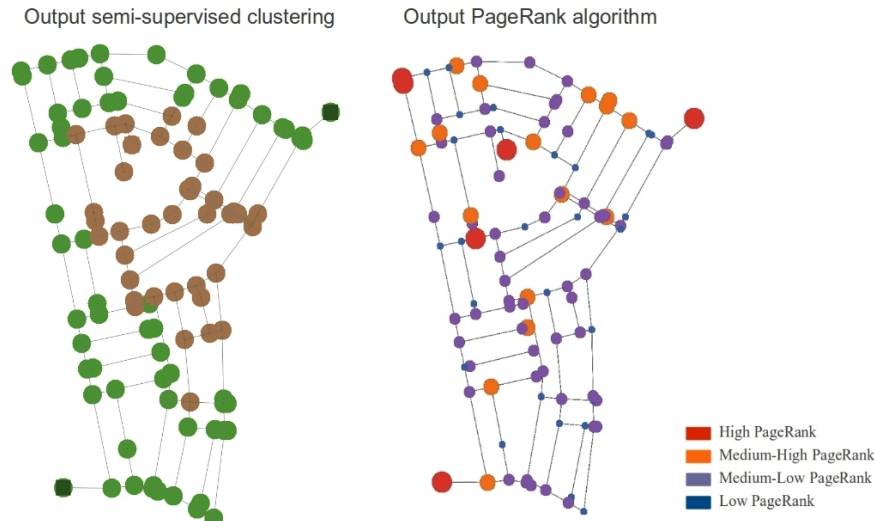 Output semi-supervised clustering
Output PageRank algorithm
High PageRank
Medium-High PageRank
Medium-Low PageRank
Low PageRank